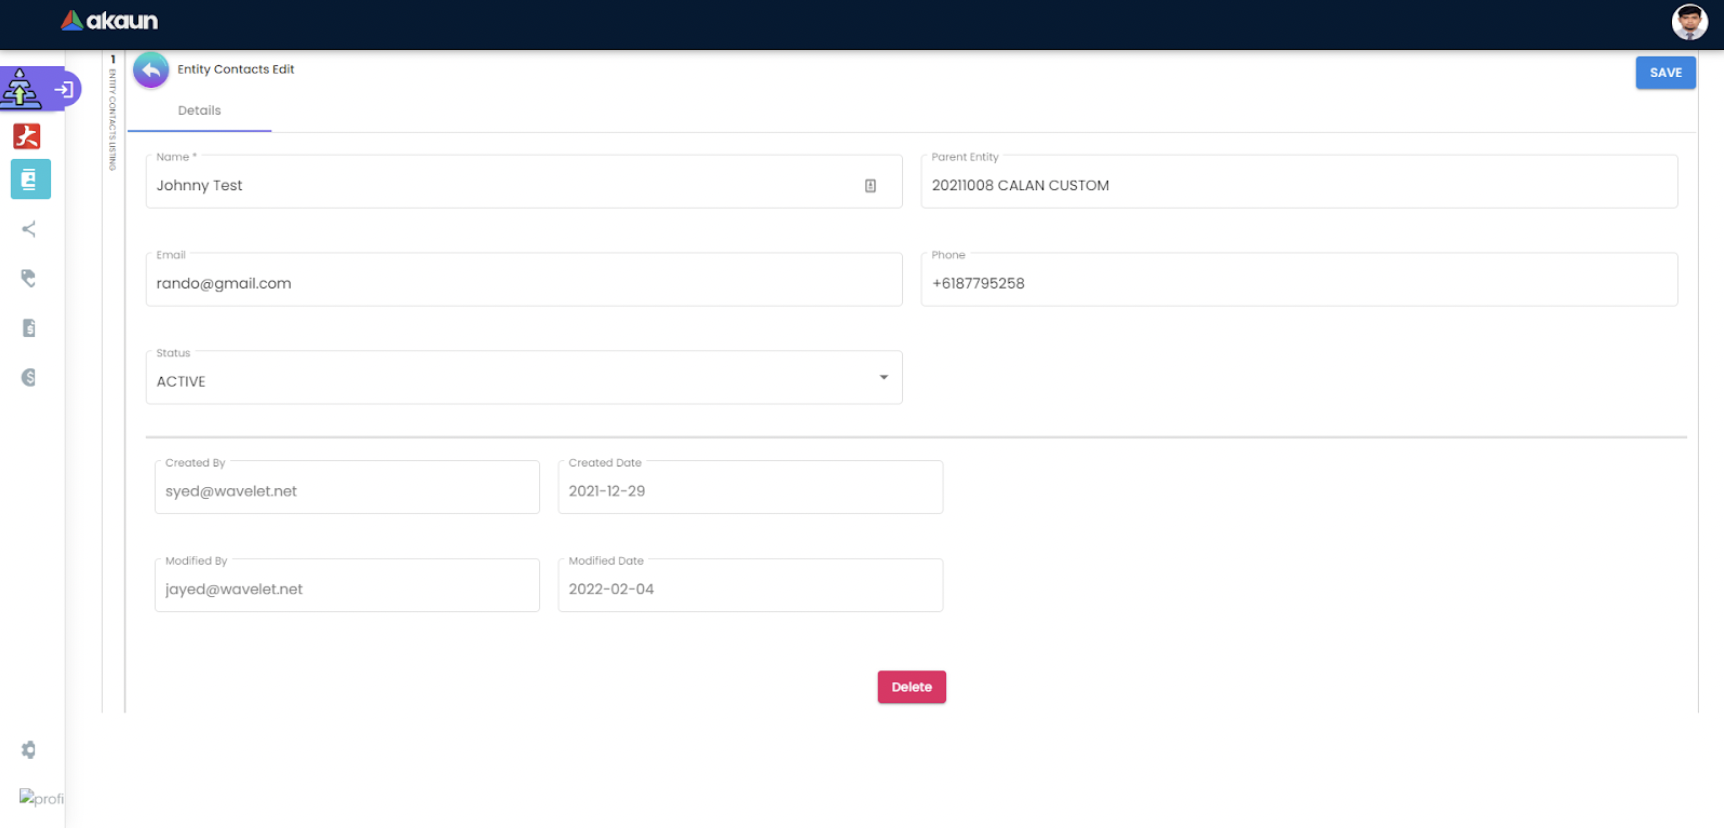 akaun
1
ENTITY CONTACTS LISTING
Entity Contacts Edit
SAVE
Details
Name *
Johnny Test
Parent Entity
20211008 CALAN CUSTOM
Email
rando@gmail.com
Phone
+6187795258
Status
ACTIVE
Created By
syed@wavelet.net
Created Date
2021-12-29
Modified By
jayed@wavelet.net
Modified Date
2022-02-04
Delete
profi